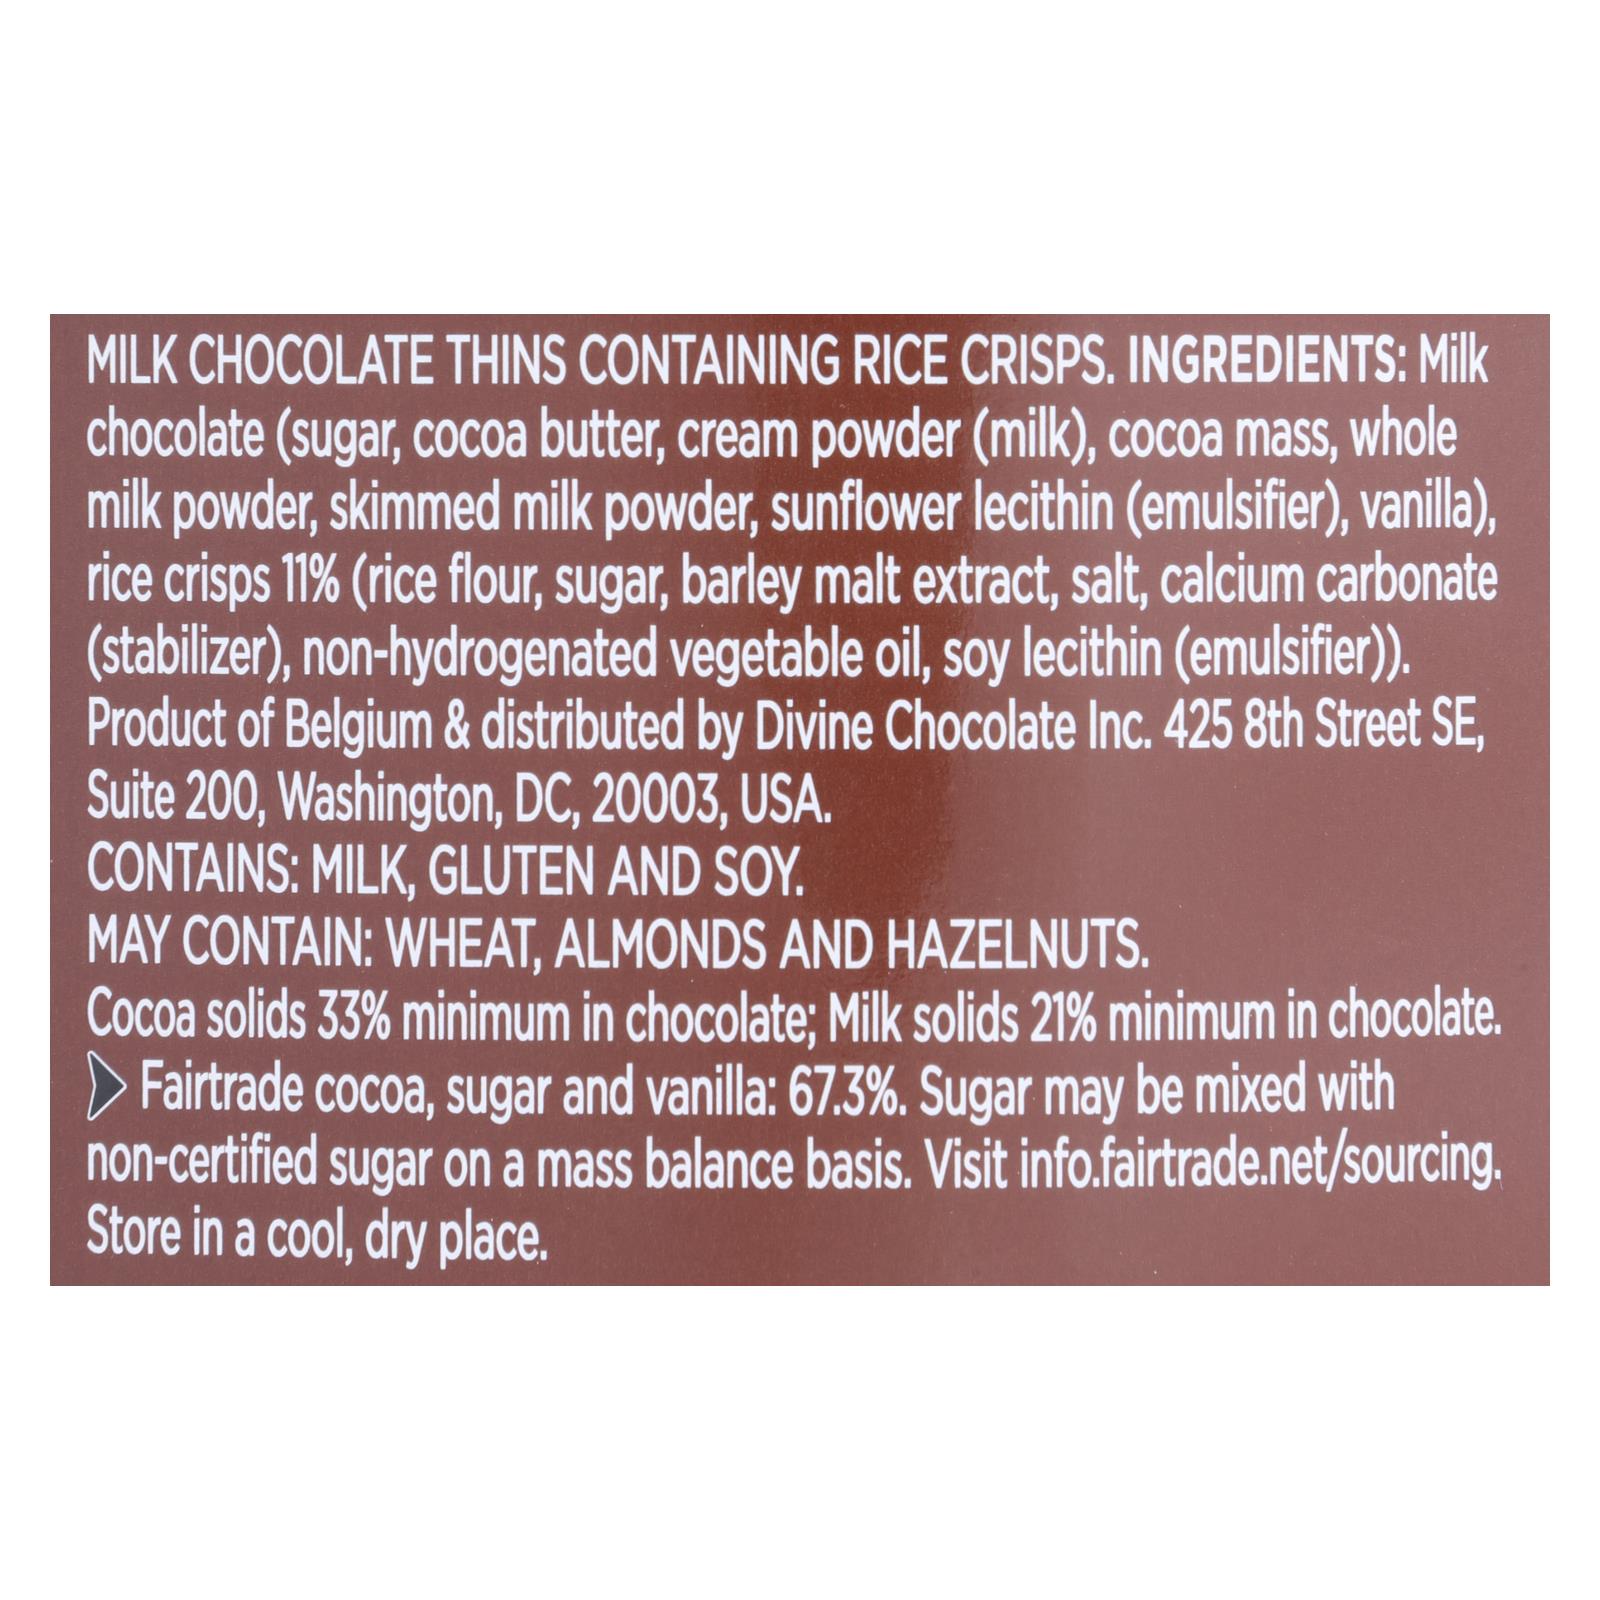 MILK CHOCOLATE THINS CONTAINING RICE CRISPS. INGREDIENTS: Milk
chocolate (sugar, cocoa butter, cream powder (milk), cocoa mass, whole
milk powder, skimmed milk powder, sunflower lecithin (emulsifier), vanilla),
rice crisps 11% (rice flour, sugar, barley malt extract, salt, calcium carbonate
(stabilizer), non-hydrogenated vegetable oil, soy lecithin (emulsifier)).
Product of Belgium & distributed by Divine Chocolate Inc. 425 8th Street SE,
Suite 200, Washington, DC, 20003, USA.
CONTAINS: MILK, GLUTEN AND SOY.
MAY CONTAIN: WHEAT, ALMONDS AND HAZELNUTS.
Cocoa solids 33% minimum in chocolate; Milk solids 21% minimum in chocolate.
Fairtrade cocoa, sugar and vanilla: 67.3%. Sugar may be mixed with
non-certified sugar on a mass balance basis. Visit info.fairtrade.net/sourcing.
Store in a cool, dry place.